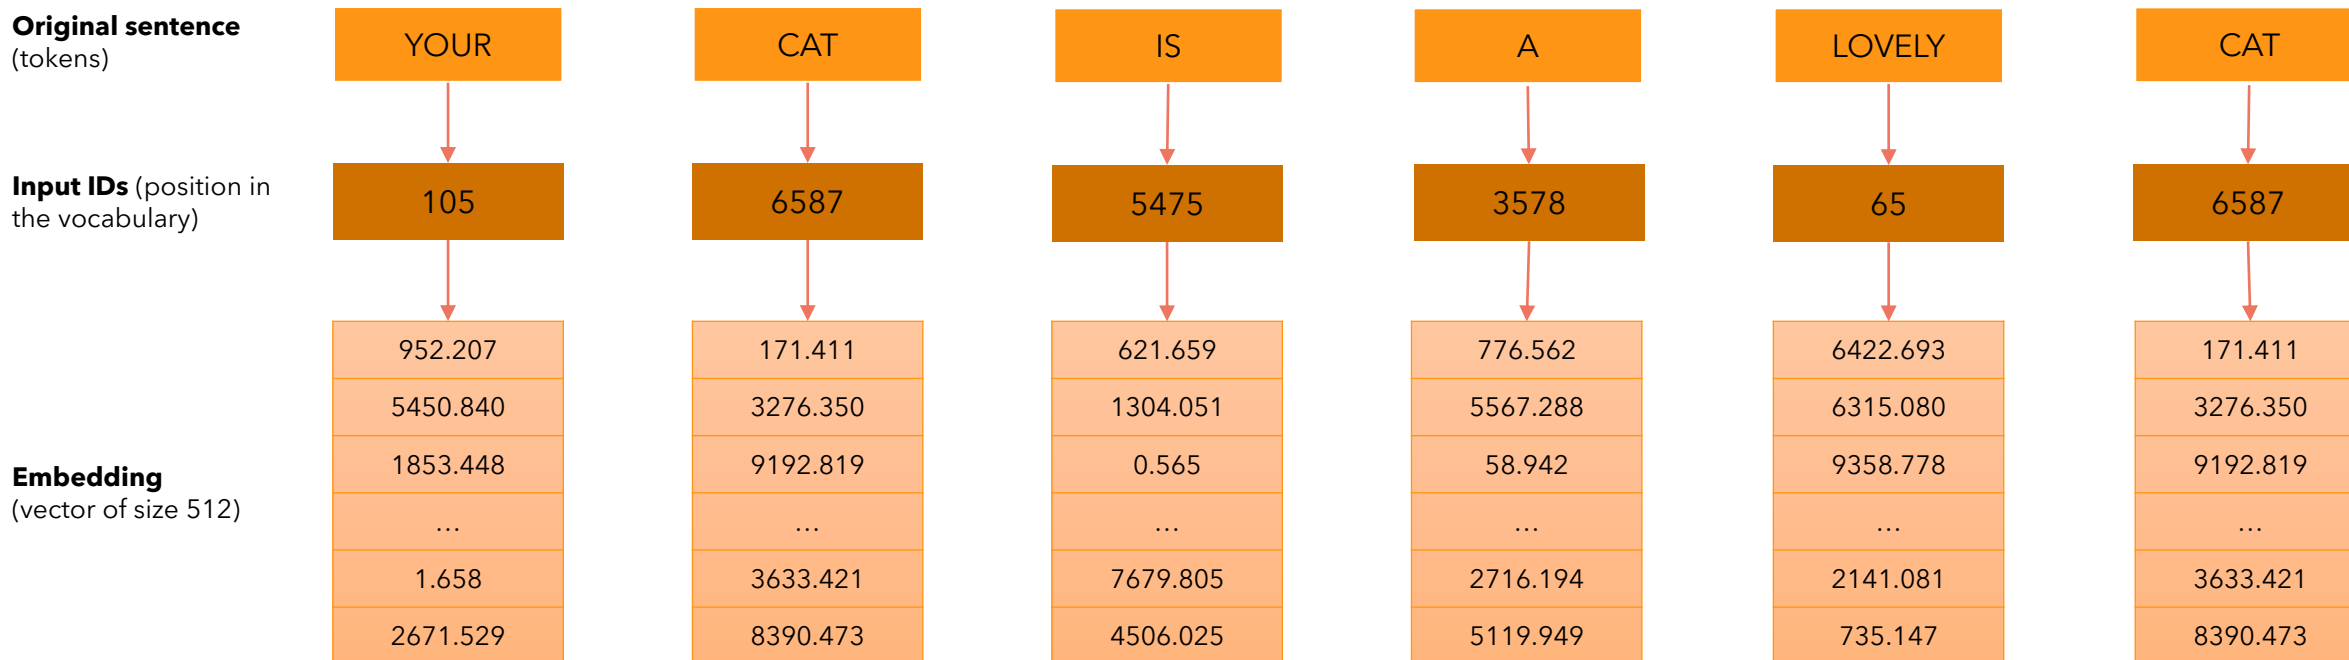 Original sentence
(tokens)
YOUR CAT IS A LOVELY CAT
Input IDs (position in
the vocabulary)
105 6587 5475 3578 65 6587
Embedding
(vector of size 512)
952.207 171.411 621.659 776.562 6422.693 171.411
5450.840 3276.350 1304.051 5567.288 6315.080 3276.350
1853.448 9192.819 0.565 58.942 9358.778 9192.819
… … … … … …
1.658 3633.421 7679.805 2716.194 2141.081 3633.421
2671.529 8390.473 4506.025 5119.949 735.147 8390.473